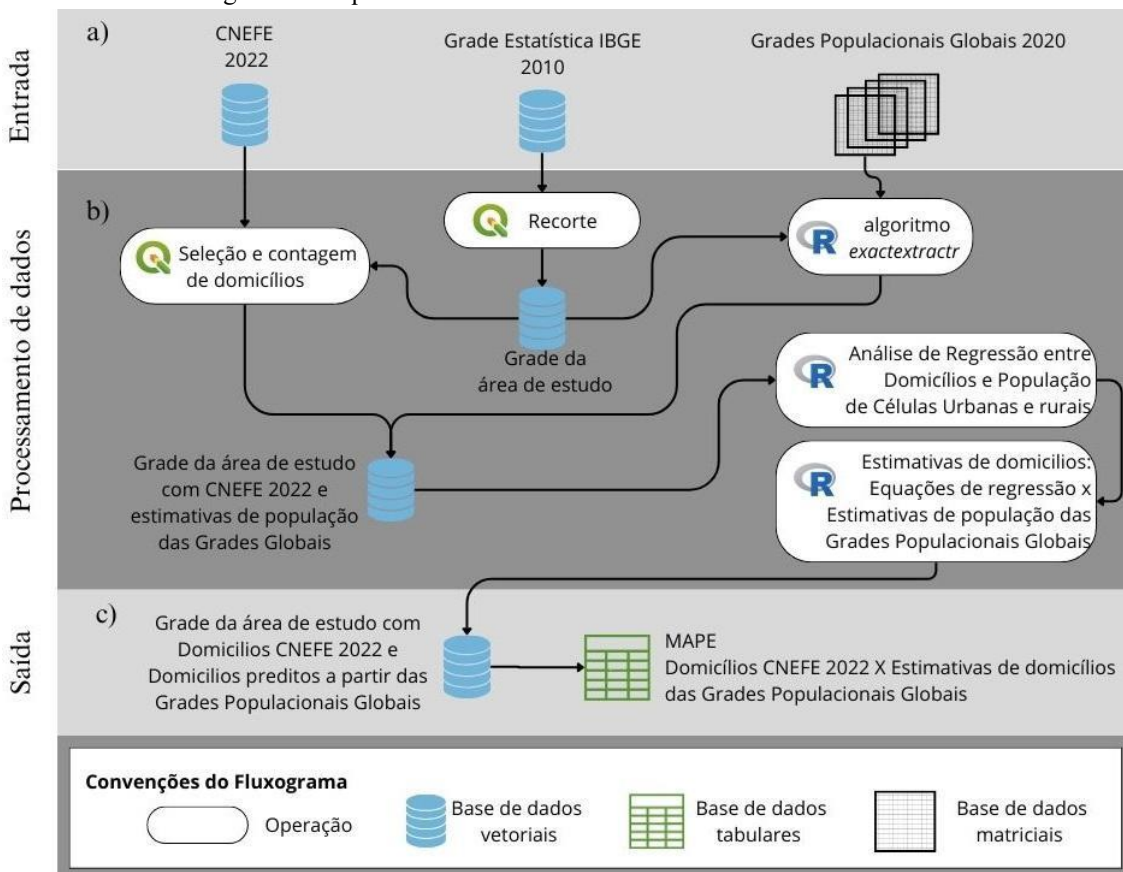 Entrada
a)
CNEFE
2022
Grade Estatística IBGE
2010
Grades Populacionais Globais 2020
Processamento de dados
b)
Recorte
algoritmo
exactextractr
Seleção e contagem
de domicílios
Grade da
área de estudo
Análise de Regressão entre
Domicílios e População
de Células Urbanas e rurais
Grade da área de estudo
com CNEFE 2022 e
estimativas de população
das Grades Globais
Estimativas de domicilios:
Equações de regressão x
Estimativas de população das
Grades Populacionais Globais
Saída
c)
Grade da área de estudo com
Domicilios CNEFE 2022 e
Domicilios preditos a partir das
Grades Populacionais Globais
MAPE
Domicílios CNEFE 2022 X Estimativas de domicílios
das Grades Populacionais Globais
Convenções do Fluxograma
Operação
Base de dados
vetoriais
Base de dados
tabulares
Base de dados
matriciais